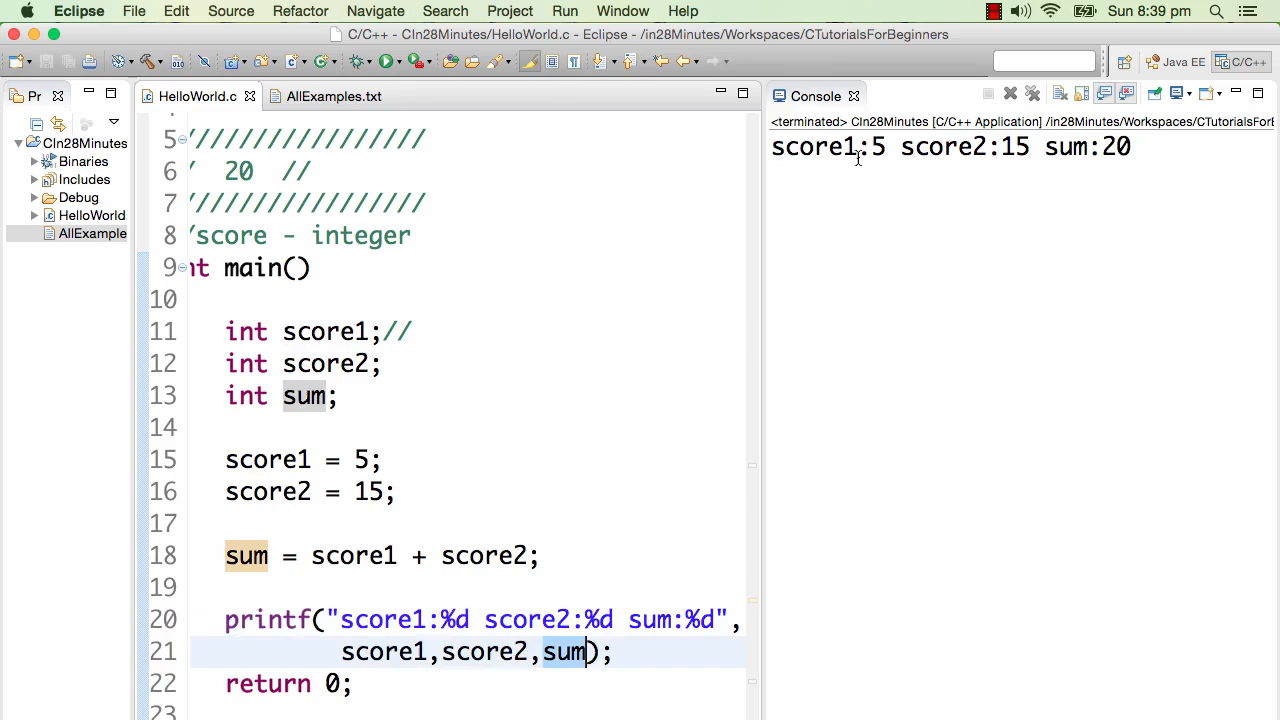 Eclipse File Edit Source Refactor Navigate Search Project Run Window Help Sun 8:39 pm
C/C++ - CIn28Minutes/HelloWorld.c - Eclipse - /in28Minutes/Workspaces/CTutorialsForBeginners
Java EE C/C++
Pr
CIn28Minutes
Binaries
Includes
Debug
HelloWorld
AllExample
HelloWorld.c AllExamples.txt
5 ////////////////
6 / 20 //
7 ////////////////
8 /score - integer
9 nt main()
10
11 int score1;//
12 int score2;
13 int sum;
14
15 score1 = 5;
16 score2 = 15;
17
18 sum = score1 + score2;
19
20 printf("score1:%d score2:%d sum:%d",
21 score1,score2,sum);
22 return 0;
23
Console
<terminated> CIn28Minutes [C/C++ Application] /in28Minutes/Workspaces/CTutorialsForE
score1:5 score2:15 sum:20